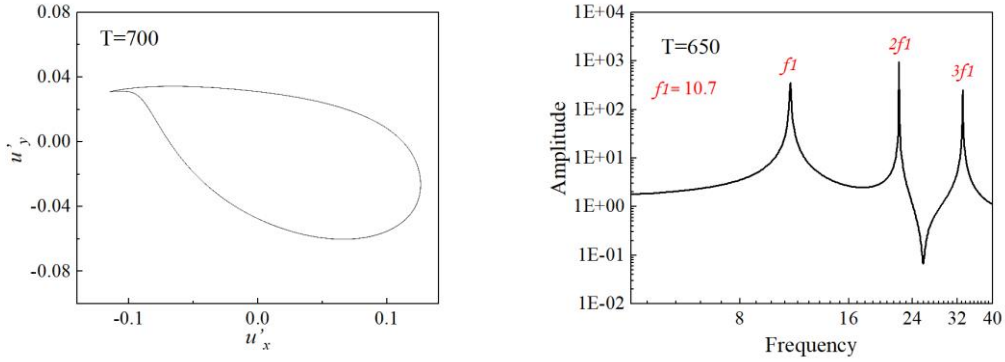 0.08
T=700
0.04
0.00
-0.04
-0.08
u'y
-0.1
0.0
0.1
u'x
1E+04
T=650
1E+03
1E+02
1E+01
1E+00
1E-01
1E-02
Amplitude
f1
2f1
3f1
f1= 10.7
8
16
24
32
40
Frequency